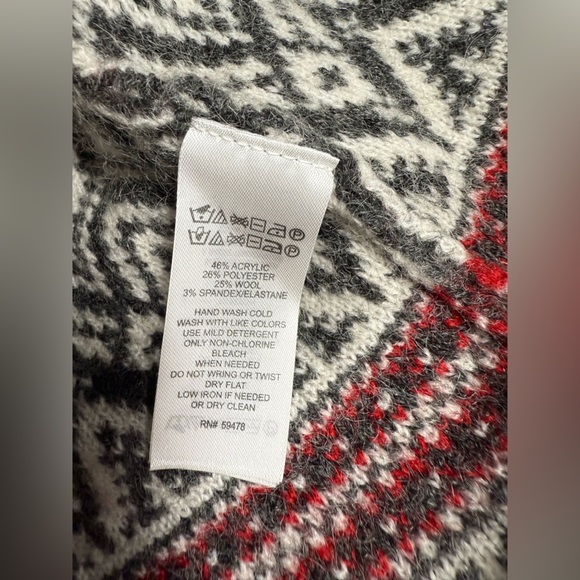 46% ACRYLIC
26% POLYESTER
25% WOOL
3% SPANDEX/ELASTANE
HAND WASH COLD
WASH WITH LIKE COLORS
USE MILD DETERGENT
ONLY NON-CHLORINE
BLEACH
WHEN NEEDED
DO NOT WRING OR TWIST
DRY FLAT
LOW IRON IF NEEDED
OR DRY CLEAN
RN# 59478